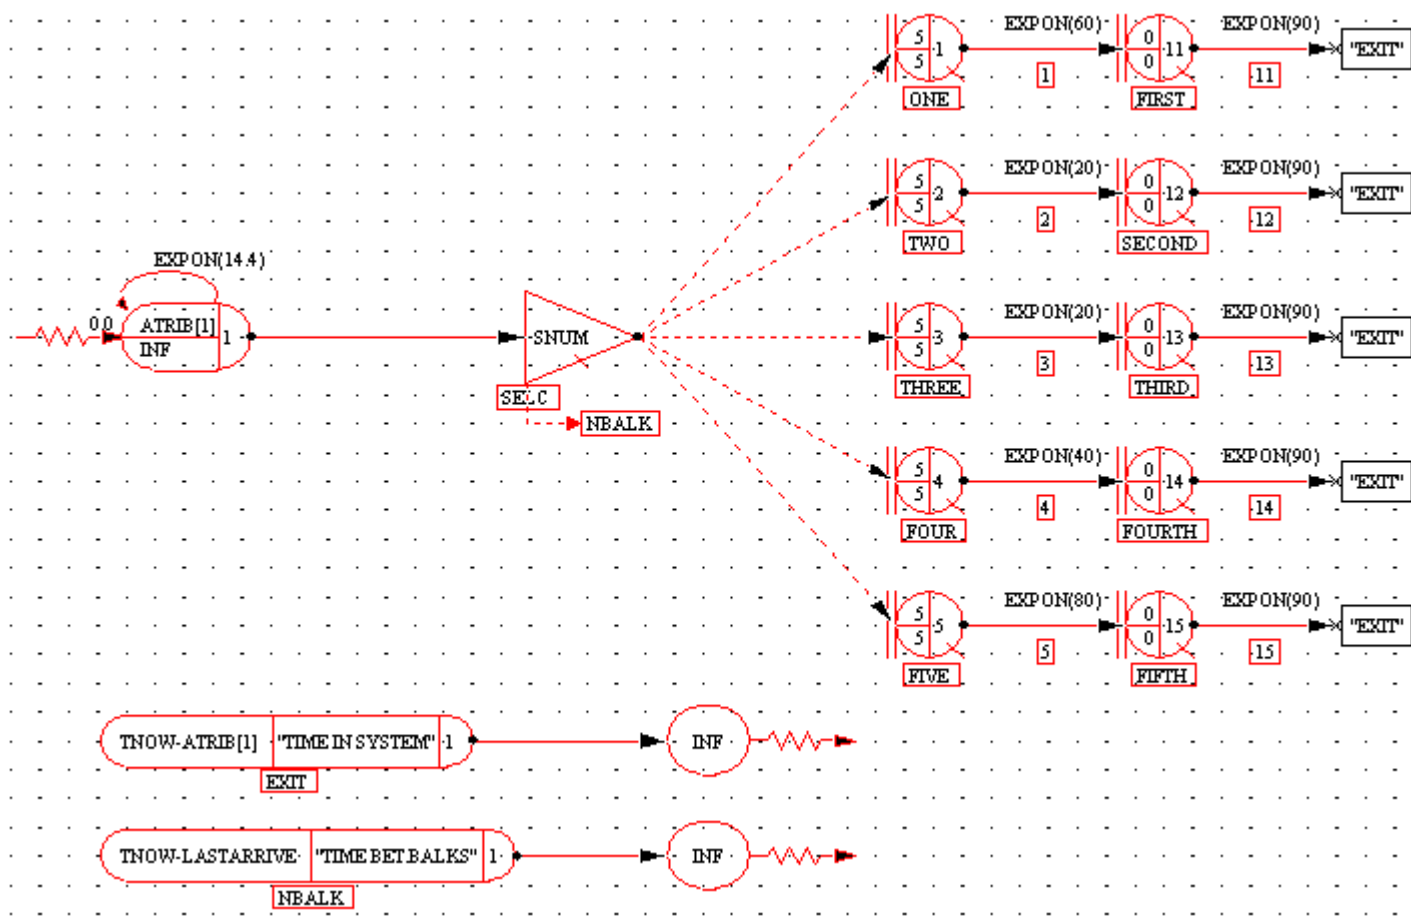 EXPON(60) EXPON(90)
5 5 1 0 0 11 "EXIT"
1 11
ONE FIRST
EXPON(20) EXPON(90)
5 5 2 0 0 12 "EXIT"
2 12
TWO SECOND
EXPON(14.4)
0.0 ATRIB[1] INF 1
SNUM
SELC
NBALK
EXPON(20) EXPON(90)
5 5 3 0 0 13 "EXIT"
3 13
THREE THIRD
EXPON(40) EXPON(90)
5 5 4 0 0 14 "EXIT"
4 14
FOUR FOURTH
EXPON(80) EXPON(90)
5 5 5 0 0 15 "EXIT"
5 15
FIVE FIFTH
TNOW-ATRIB[1] "TIME IN SYSTEM" 1 INF
EXIT
TNOW-LASTARRIVE "TIME BET.BALKS" 1 INF
NBALK